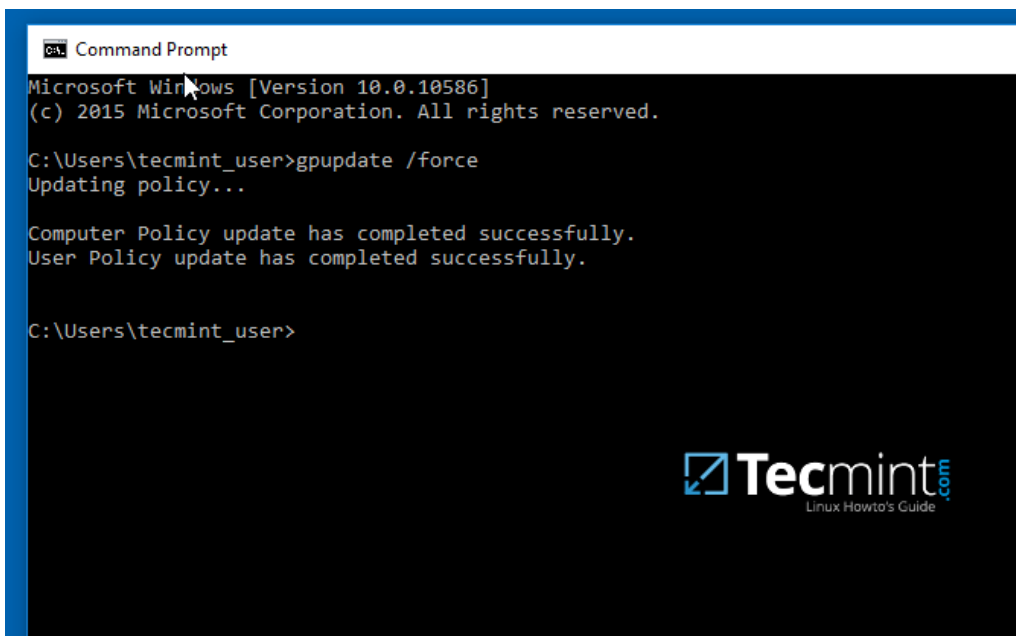 Command Prompt
Microsoft Windows [Version 10.0.10586]
(c) 2015 Microsoft Corporation. All rights reserved.
C:\Users\tecmint_user>gpupdate /force
Updating policy...
Computer Policy update has completed successfully.
User Policy update has completed successfully.
C:\Users\tecmint_user>
Tecmint.com
Linux Howto's Guide